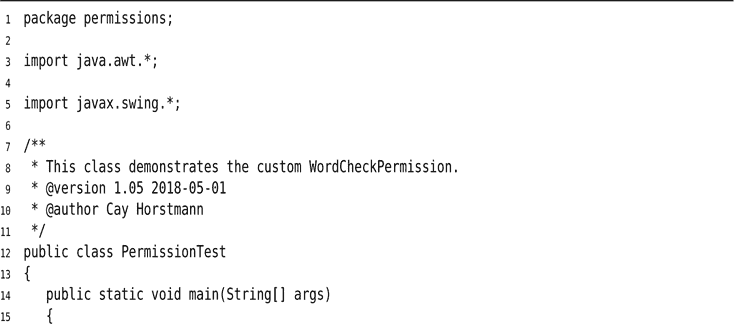 1 package permissions;
2
3 import java.awt.*;
4
5 import javax.swing.*;
6
7 /**
8  * This class demonstrates the custom WordCheckPermission.
9  * @version 1.05 2018-05-01
10  * @author Cay Horstmann
11  */
12 public class PermissionTest
13 {
14    public static void main(String[] args)
15    {